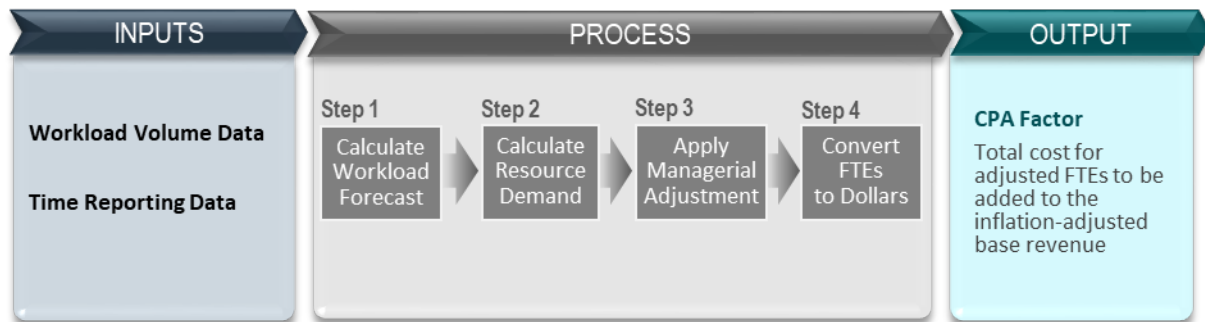 INPUTS
Workload Volume Data
Time Reporting Data
PROCESS
Step 1
Calculate
Workload
Forecast
Step 2
Calculate
Resource
Demand
Step 3
Apply
Managerial
Adjustment
Step 4
Convert
FTEs
to Dollars
OUTPUT
CPA Factor
Total cost for
adjusted FTEs to be
added to the
inflation-adjusted
base revenue